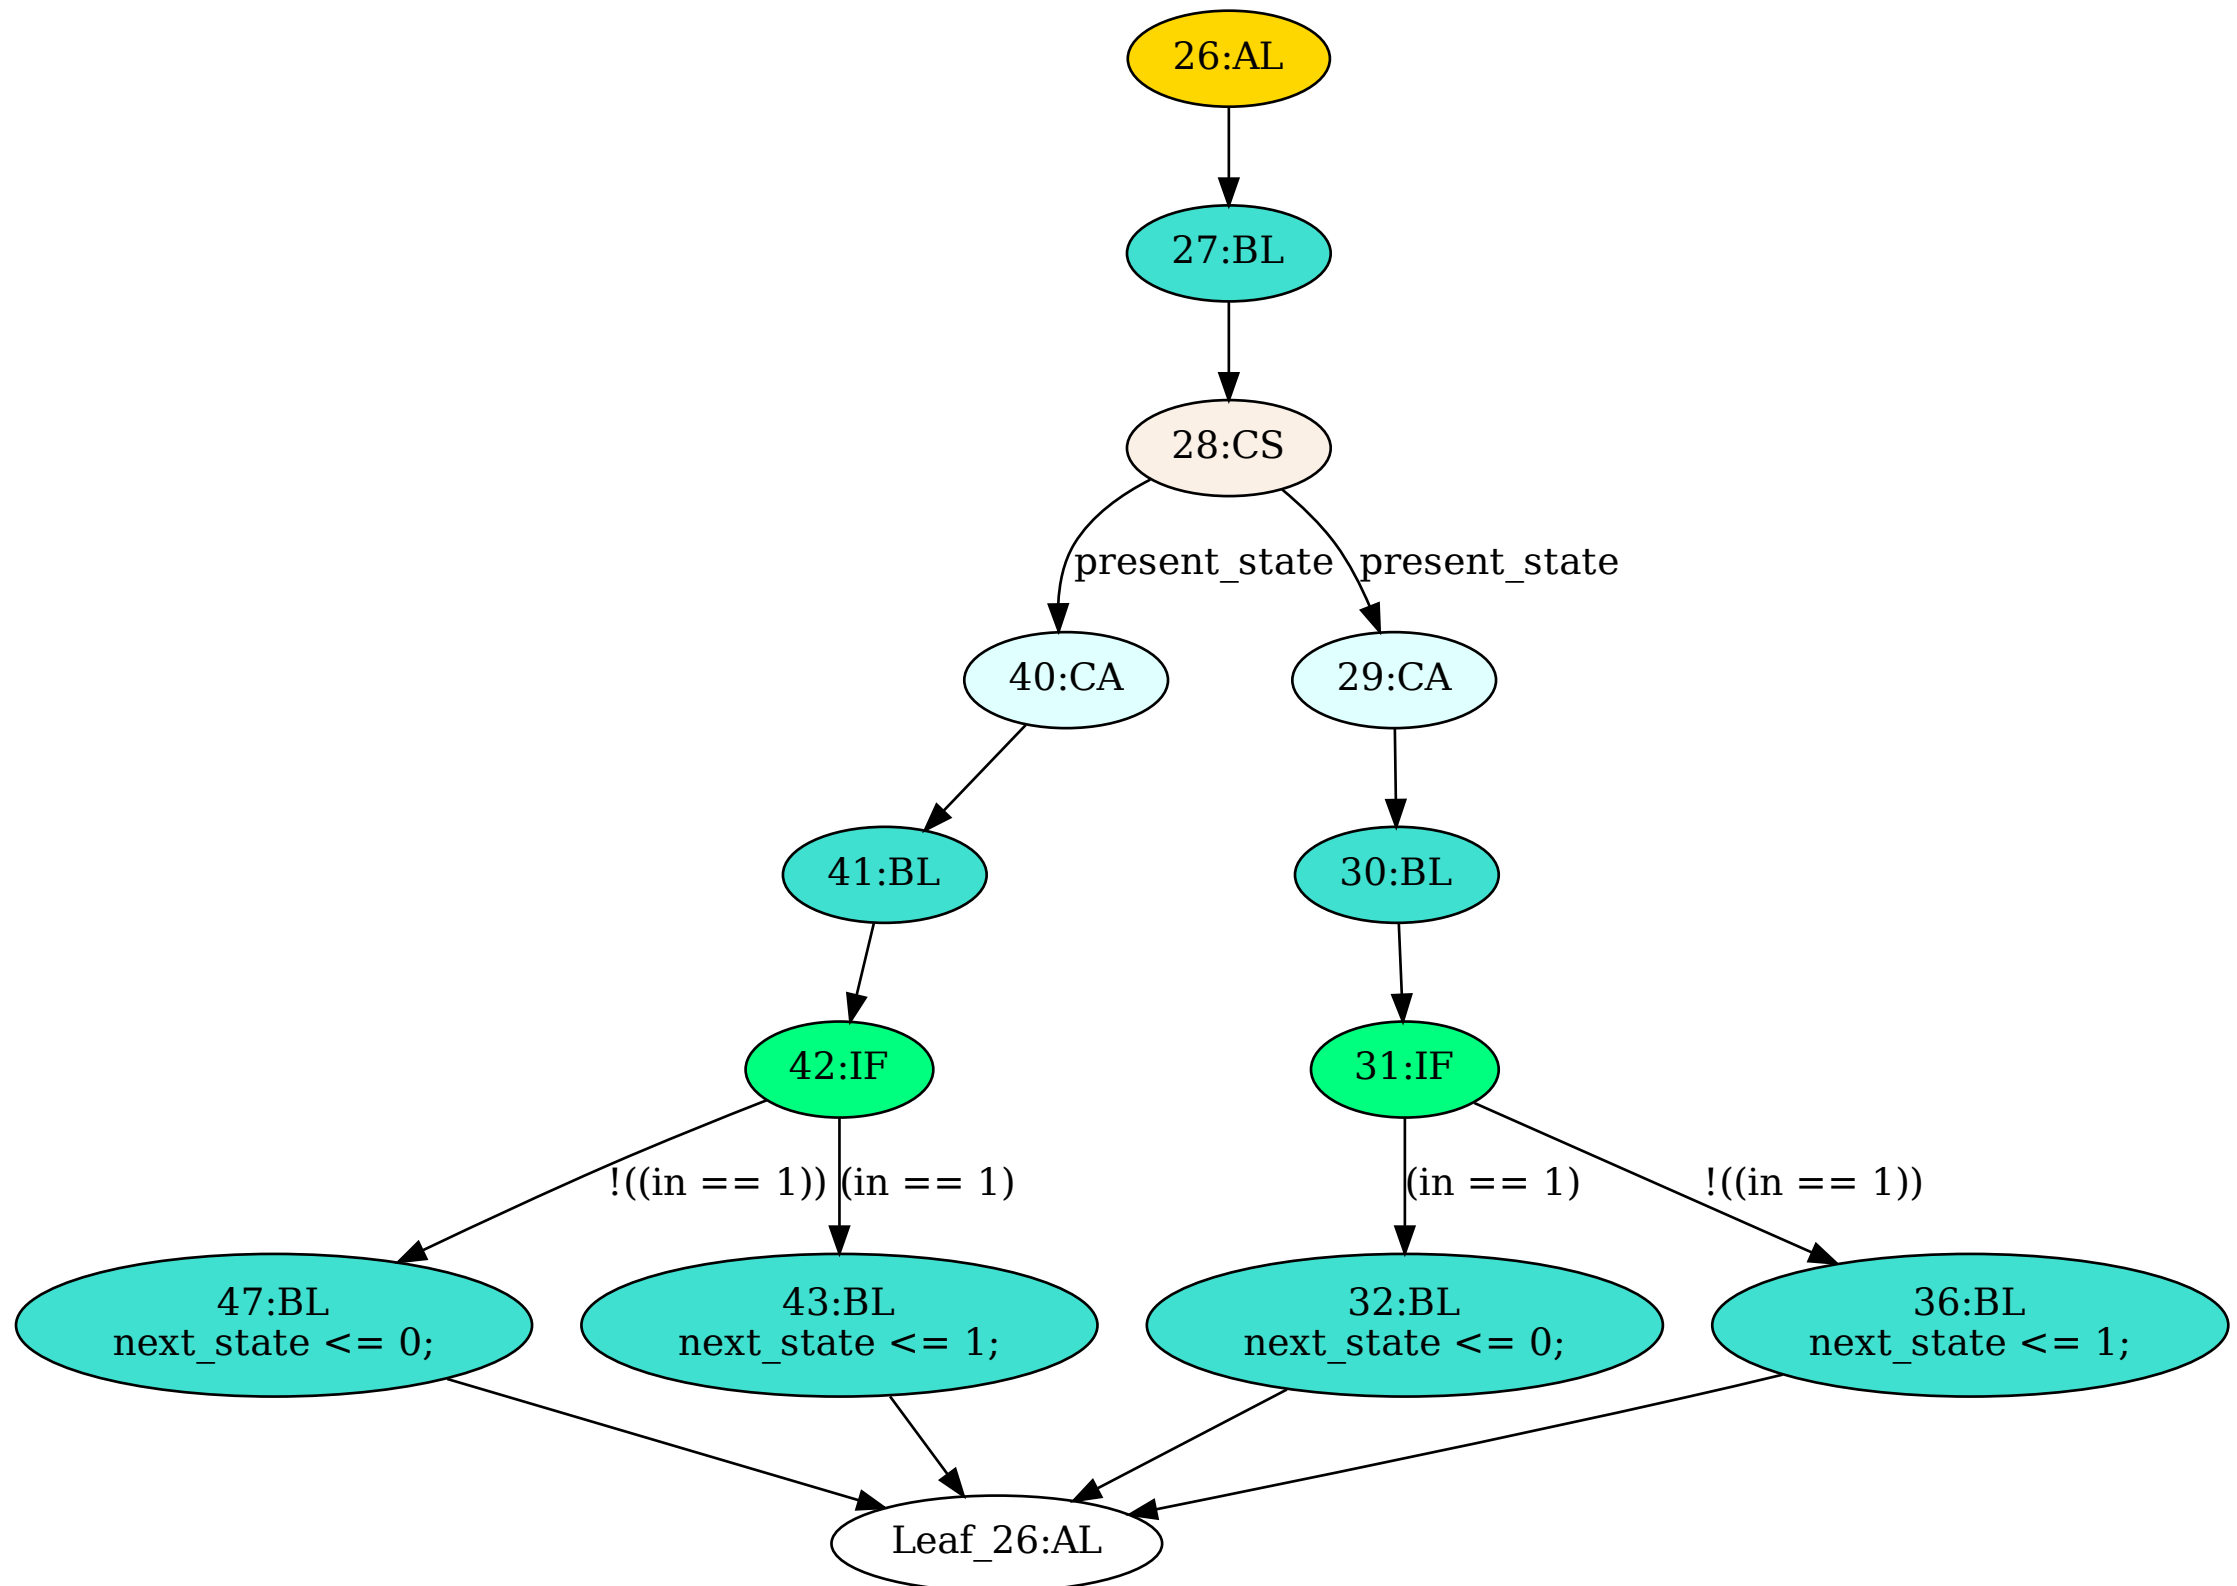 26:AL
27:BL
28:CS
present_state
present_state
40:CA
29:CA
41:BL
30:BL
42:IF
31:IF
!((in == 1))
(in == 1)
(in == 1)
!((in == 1))
47:BL
next_state <= 0;
43:BL
next_state <= 1;
32:BL
next_state <= 0;
36:BL
next_state <= 1;
Leaf_26:AL